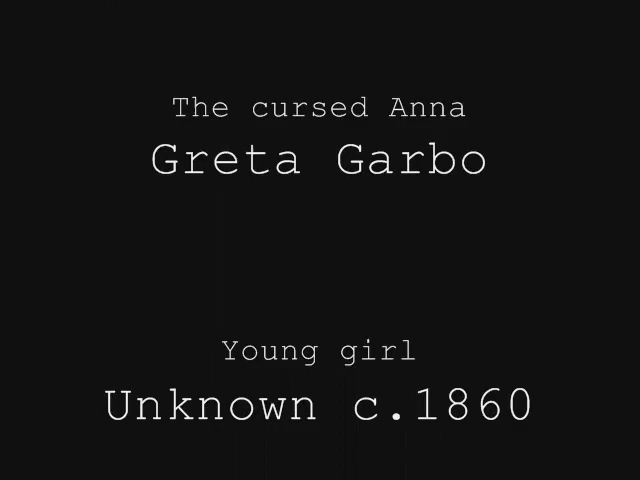 The cursed Anna
Greta Garbo
Young girl
Unknown c.1860